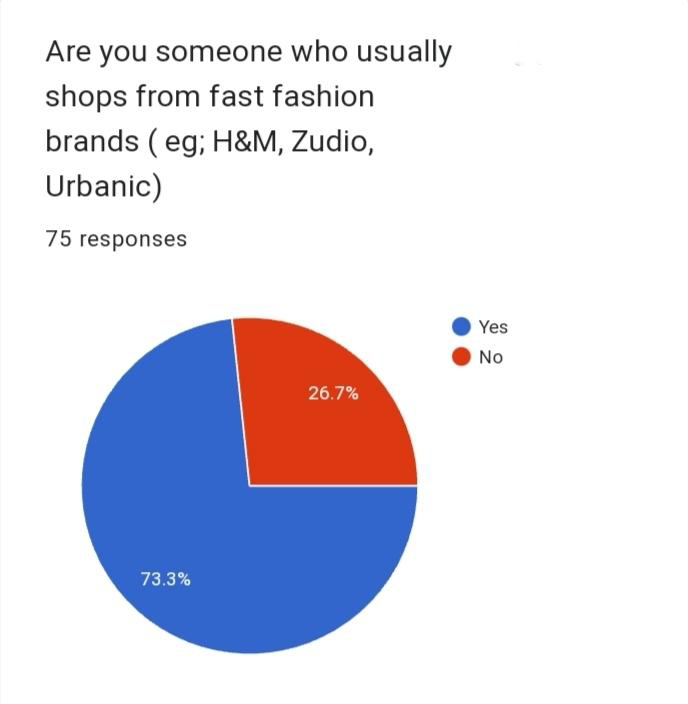 Are you someone who usually
shops from fast fashion
brands ( eg; H&M, Zudio,
Urbanic)
75 responses
Yes
No
26.7%
73.3%